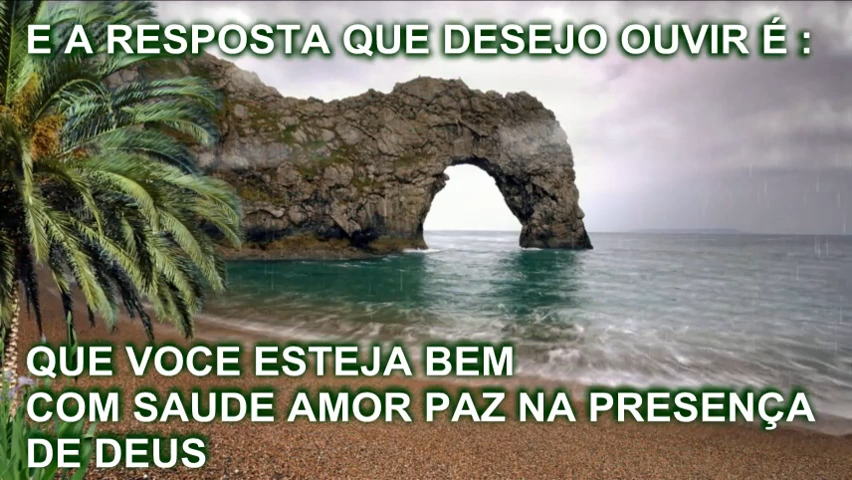 E A RESPOSTA QUE DESEJO OUVIR É :
QUE VOCE ESTEJA BEM
COM SAUDE AMOR PAZ NA PRESENÇA
DE DEUS